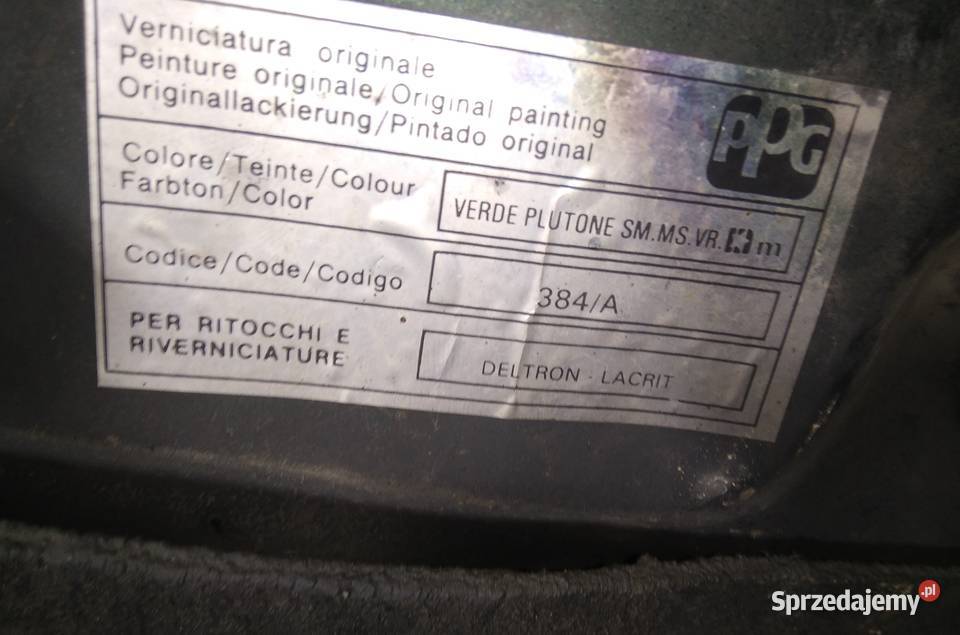 Verniciatura originale
Peinture originale/Original painting
Originallackierung/Pintado original
PPG
Colore/Teinte/Colour
Farbton/Color
VERDE PLUTONE SM.MS.VR. m
Codice/Code/Codigo
384/A
PER RITOCCHI E
RIVERNICIATURE
DELTRON - LACRIT
Sprzedajemy.pl